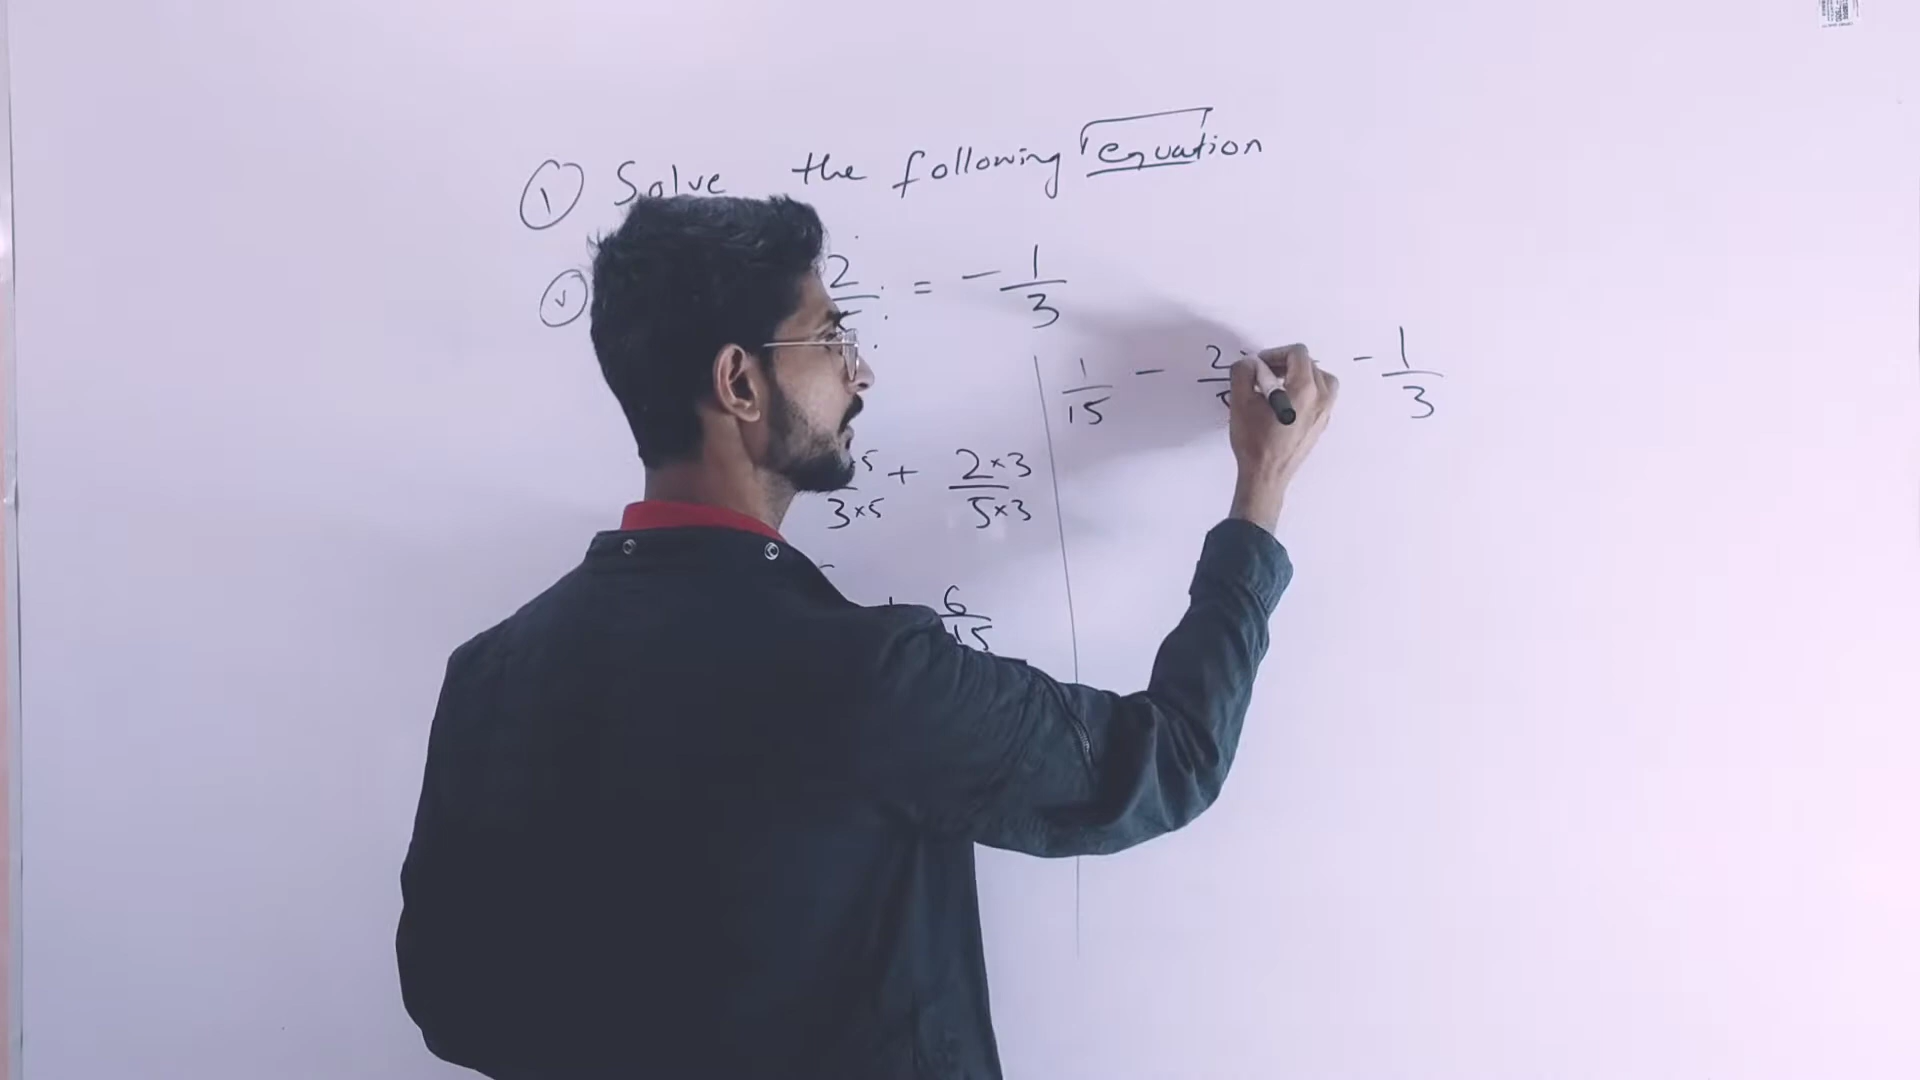 ① Solve the following equation
ⓥ 2 = - 1/3
1/15 - 2 - 1/3
×5/3×5 + 2×3/5×3
6/15